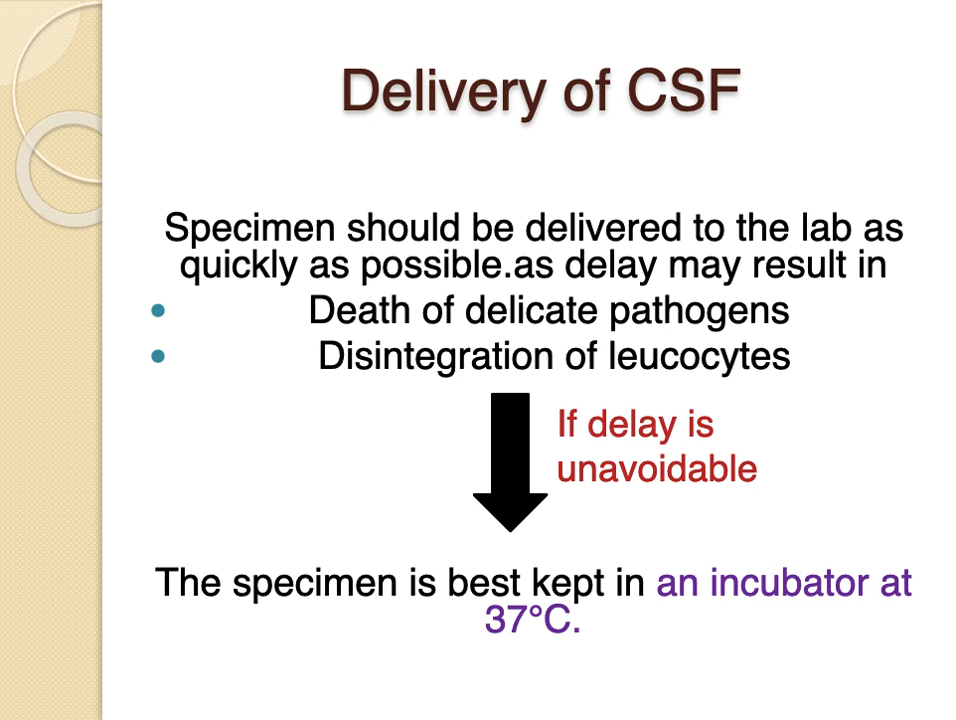 Delivery of CSF
Specimen should be delivered to the lab as
quickly as possible.as delay may result in
• Death of delicate pathogens
• Disintegration of leucocytes
If delay is
unavoidable
The specimen is best kept in an incubator at
37°C.